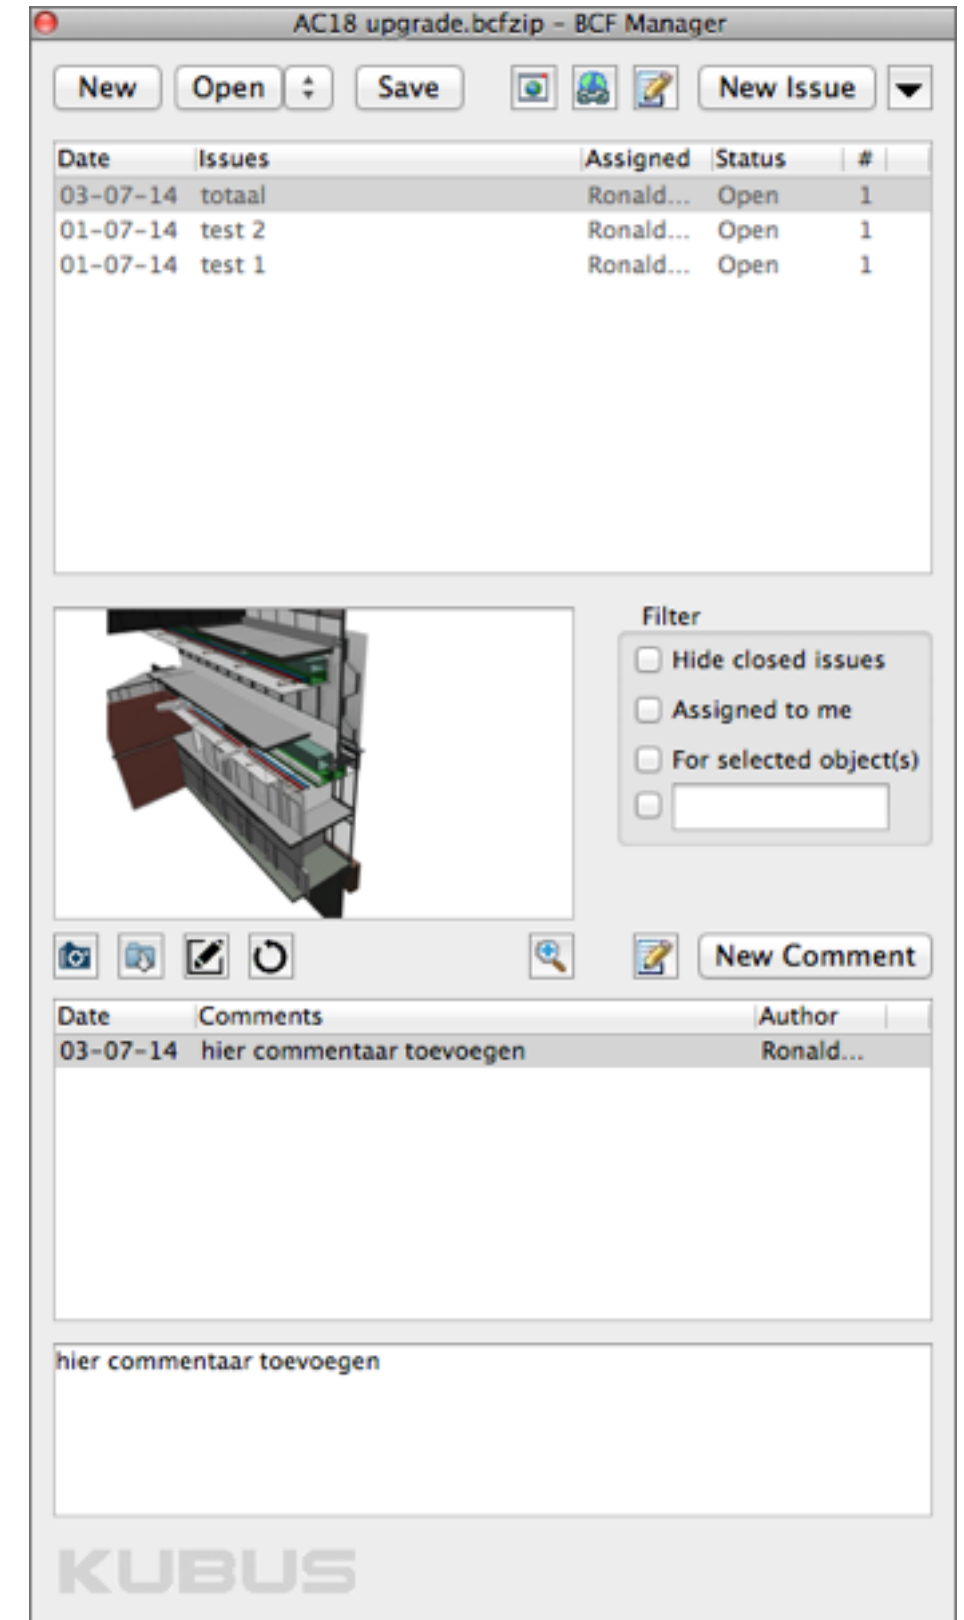 AC18 upgrade.bcfzip – BCF Manager
New Open Save New Issue
Date Issues Assigned Status #
03-07-14 totaal Ronald... Open 1
01-07-14 test 2 Ronald... Open 1
01-07-14 test 1 Ronald... Open 1
Filter
Hide closed issues
Assigned to me
For selected object(s)
New Comment
Date Comments Author
03-07-14 hier commentaar toevoegen Ronald...
hier commentaar toevoegen
KUBUS